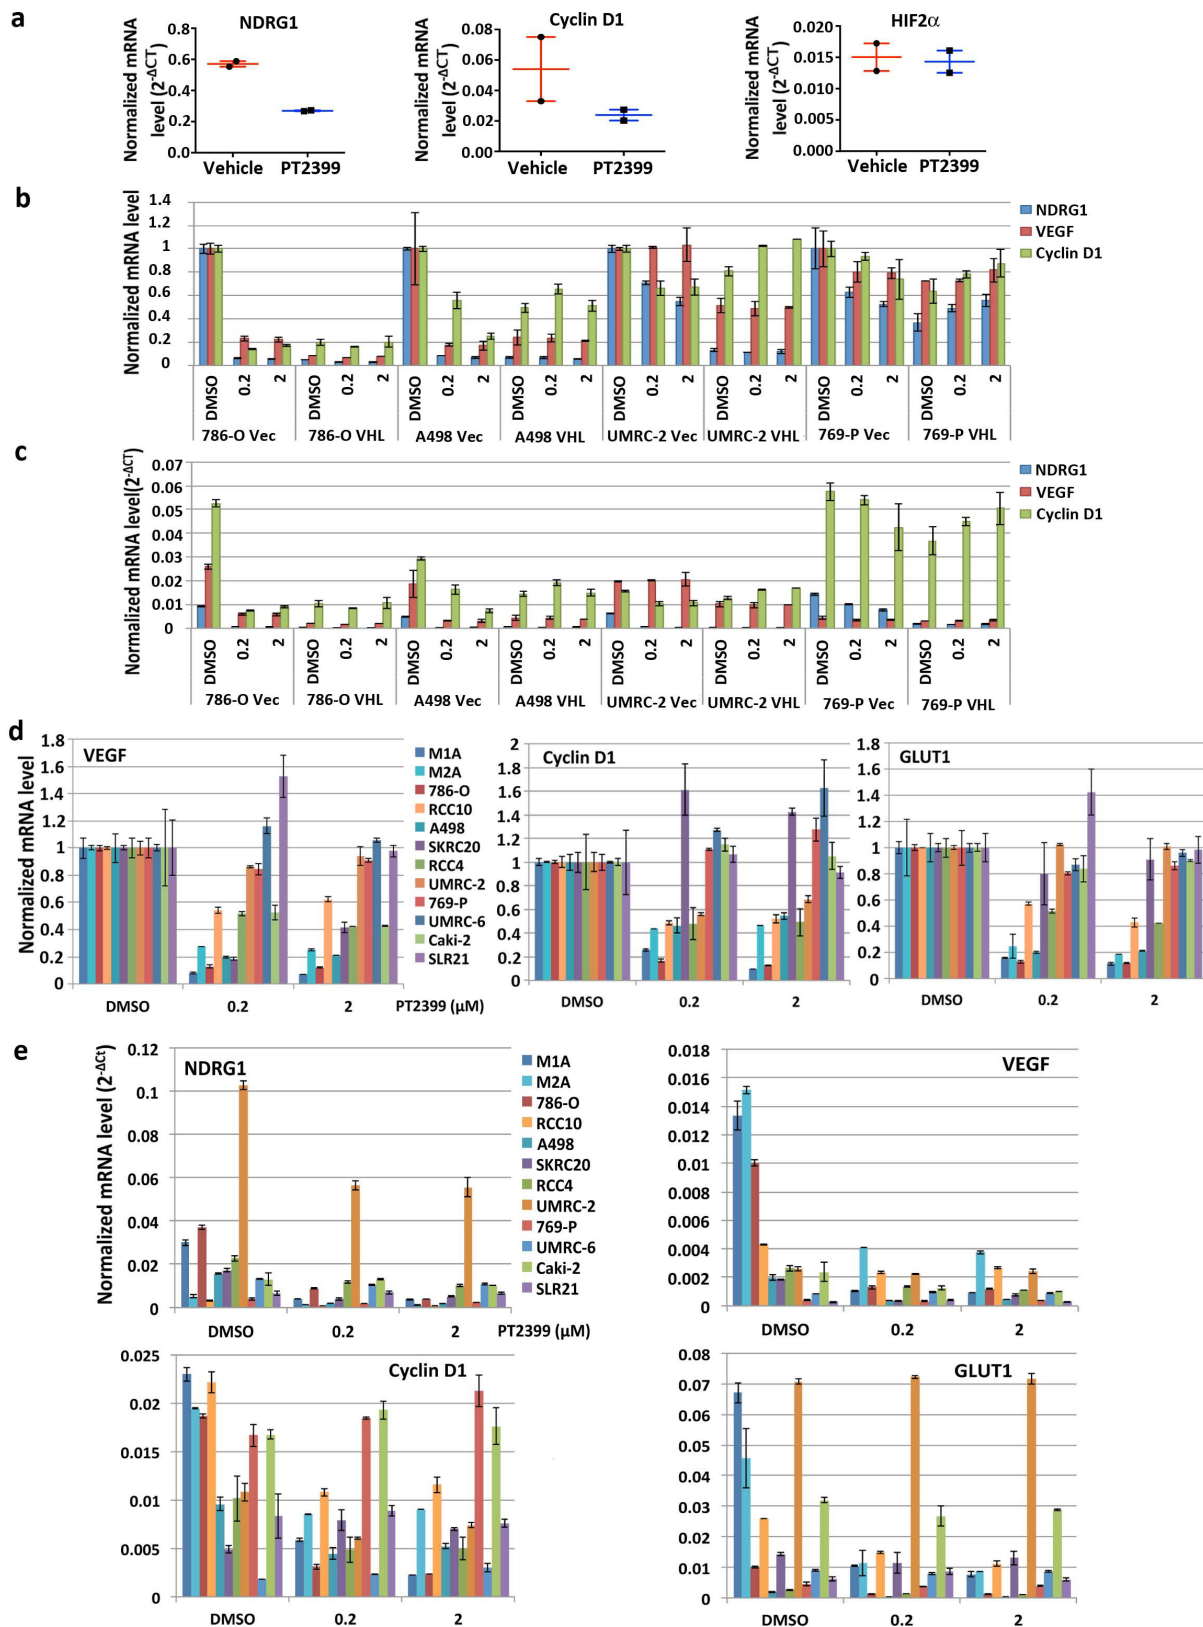 a
NDRG1
Normalized mRNA level (2-ΔCT)
0.8
0.6
0.4
0.2
0.0
Vehicle PT2399
Cyclin D1
Normalized mRNA level (2-ΔCT)
0.08
0.06
0.04
0.02
0.00
Vehicle PT2399
HIF2α
Normalized mRNA level (2-ΔCT)
0.020
0.015
0.010
0.005
0.000
Vehicle PT2399
b
Normalized mRNA level
1.4
1.2
1
0.8
0.6
0.4
0.2
0
NDRG1
VEGF
Cyclin D1
DMSO 0.2 2 DMSO 0.2 2 DMSO 0.2 2 DMSO 0.2 2 DMSO 0.2 2 DMSO 0.2 2 DMSO 0.2 2 DMSO 0.2 2
786-O Vec 786-O VHL A498 Vec A498 VHL UMRC-2 Vec UMRC-2 VHL 769-P Vec 769-P VHL
c
Normalized mRNA level(2-ΔCT)
0.07
0.06
0.05
0.04
0.03
0.02
0.01
0
NDRG1
VEGF
Cyclin D1
DMSO 0.2 2 DMSO 0.2 2 DMSO 0.2 2 DMSO 0.2 2 DMSO 0.2 2 DMSO 0.2 2 DMSO 0.2 2 DMSO 0.2 2
786-O Vec 786-O VHL A498 Vec A498 VHL UMRC-2 Vec UMRC-2 VHL 769-P Vec 769-P VHL
d
Normalized mRNA level
VEGF
1.8
1.6
1.4
1.2
1
0.8
0.6
0.4
0.2
0
DMSO 0.2 2 PT2399 (μM)
M1A
M2A
786-O
RCC10
A498
SKRC20
RCC4
UMRC-2
769-P
UMRC-6
Caki-2
SLR21
Cyclin D1
2
1.8
1.6
1.4
1.2
1
0.8
0.6
0.4
0.2
0
DMSO 0.2 2
GLUT1
1.8
1.6
1.4
1.2
1
0.8
0.6
0.4
0.2
0
DMSO 0.2 2
e
Normalized mRNA level (2-ΔCt)
NDRG1
0.12
0.1
0.08
0.06
0.04
0.02
0
DMSO 0.2 2 PT2399 (μM)
M1A
M2A
786-O
RCC10
A498
SKRC20
RCC4
UMRC-2
769-P
UMRC-6
Caki-2
SLR21
VEGF
0.018
0.016
0.014
0.012
0.01
0.008
0.006
0.004
0.002
0
DMSO 0.2 2
Cyclin D1
0.025
0.02
0.015
0.01
0.005
0
DMSO 0.2 2
GLUT1
0.08
0.07
0.06
0.05
0.04
0.03
0.02
0.01
0
DMSO 0.2 2